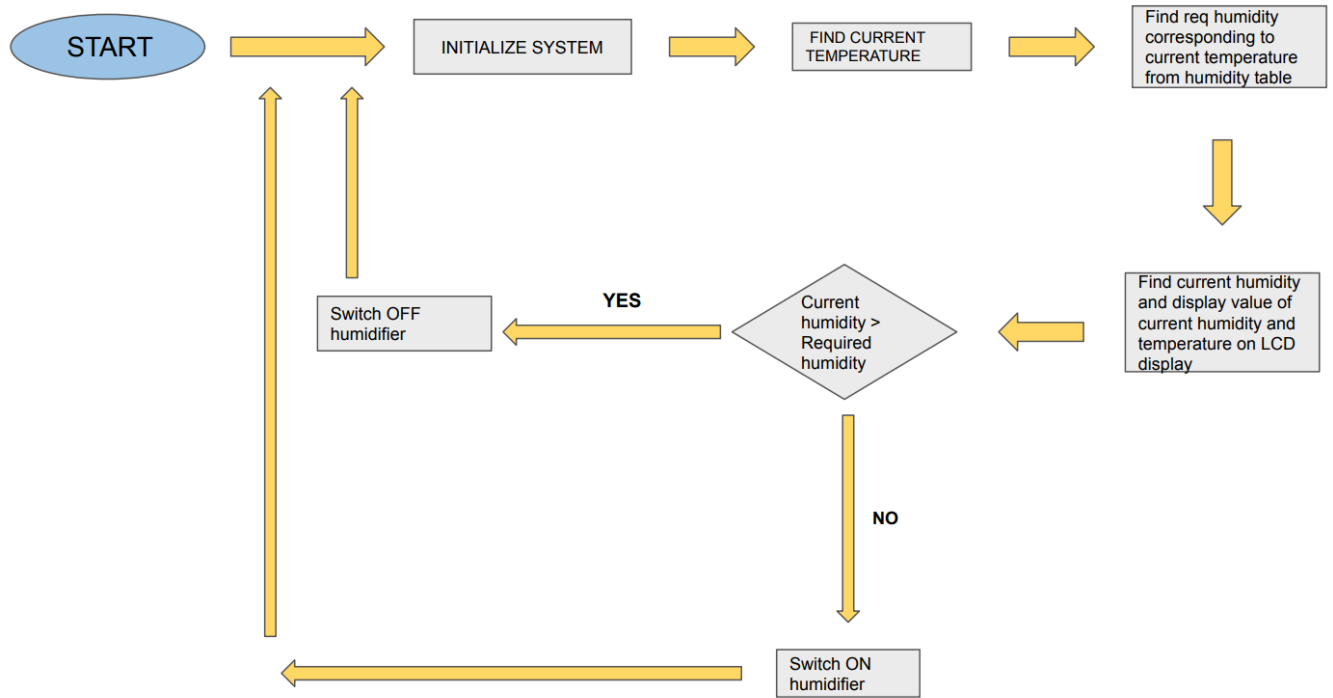 START
INITIALIZE SYSTEM
FIND CURRENT
TEMPERATURE
Find req humidity
corresponding to
current temperature
from humidity table
Find current humidity
and display value of
current humidity and
temperature on LCD
display
Current
humidity >
Required
humidity
YES
Switch OFF
humidifier
NO
Switch ON
humidifier